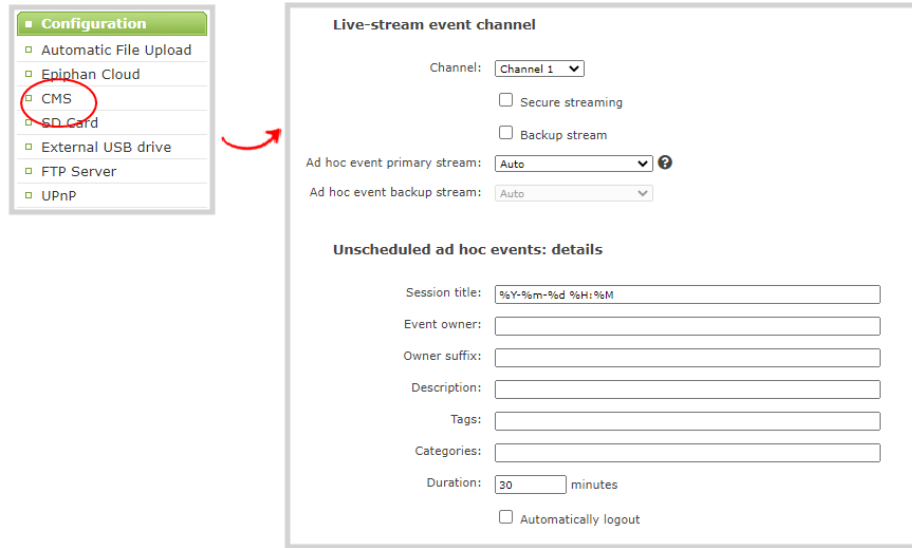 Configuration
Automatic File Upload
Epiphan Cloud
CMS
SD Card
External USB drive
FTP Server
UPnP
Live-stream event channel
Channel: Channel 1
Secure streaming
Backup stream
Ad hoc event primary stream: Auto ?
Ad hoc event backup stream: Auto
Unscheduled ad hoc events: details
Session title: %Y-%m-%d %H:%M
Event owner:
Owner suffix:
Description:
Tags:
Categories:
Duration: 30 minutes
Automatically logout